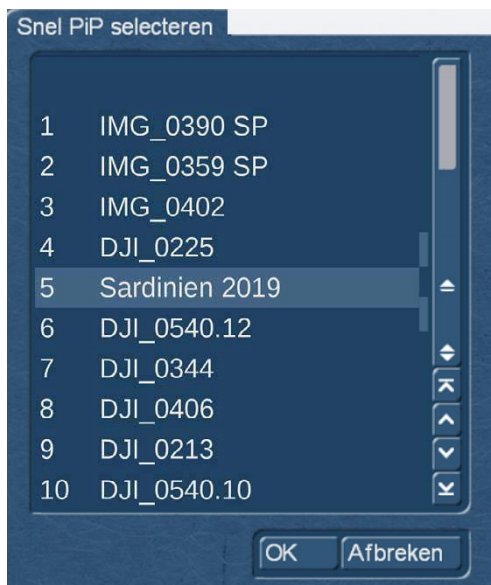 Snel PiP selecteren
1 IMG_0390 SP
2 IMG_0359 SP
3 IMG_0402
4 DJI_0225
5 Sardinien 2019
6 DJI_0540.12
7 DJI_0344
8 DJI_0406
9 DJI_0213
10 DJI_0540.10
OK Afbreken